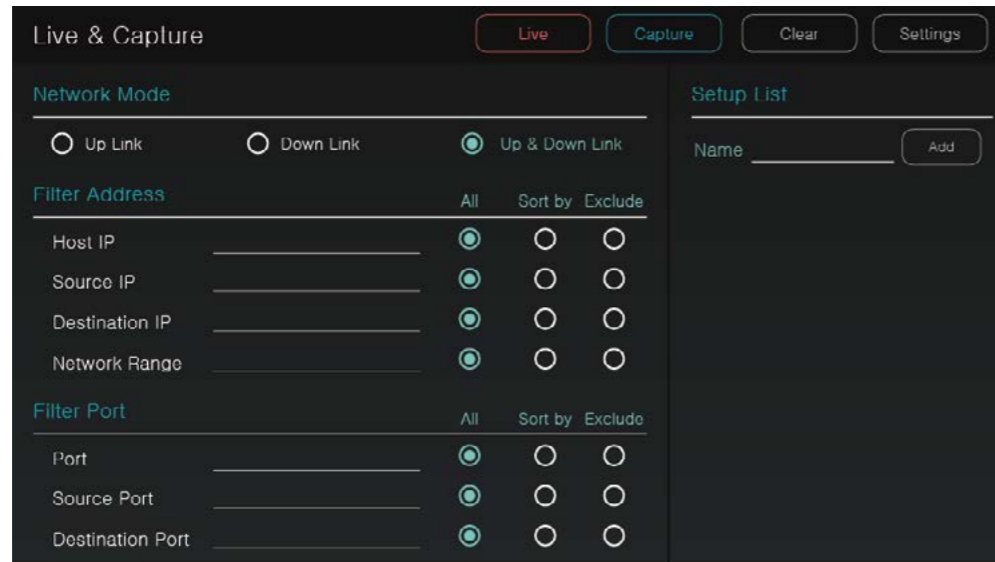 Live & Capture
Live
Capture
Clear
Settings
Network Mode
Up Link
Down Link
Up & Down Link
Filter Address
All Sort by Exclude
Host IP
Source IP
Destination IP
Network Range
Filter Port
All Sort by Exclude
Port
Source Port
Destination Port
Setup List
Name
Add